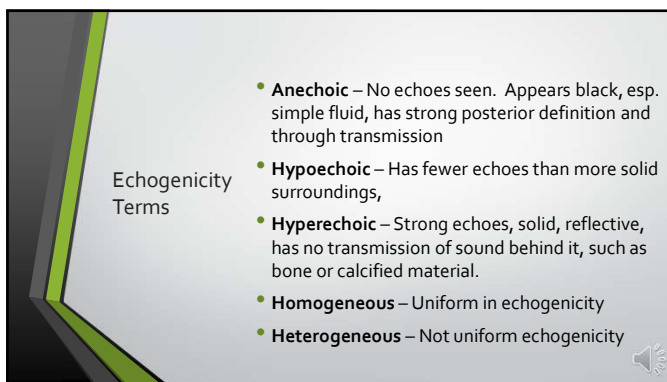 Echogenicity
Terms
• Anechoic – No echoes seen. Appears black, esp.
simple fluid, has strong posterior definition and
through transmission
• Hypoechoic – Has fewer echoes than more solid
surroundings,
• Hyperechoic – Strong echoes, solid, reflective,
has no transmission of sound behind it, such as
bone or calcified material.
• Homogeneous – Uniform in echogenicity
• Heterogeneous – Not uniform echogenicity